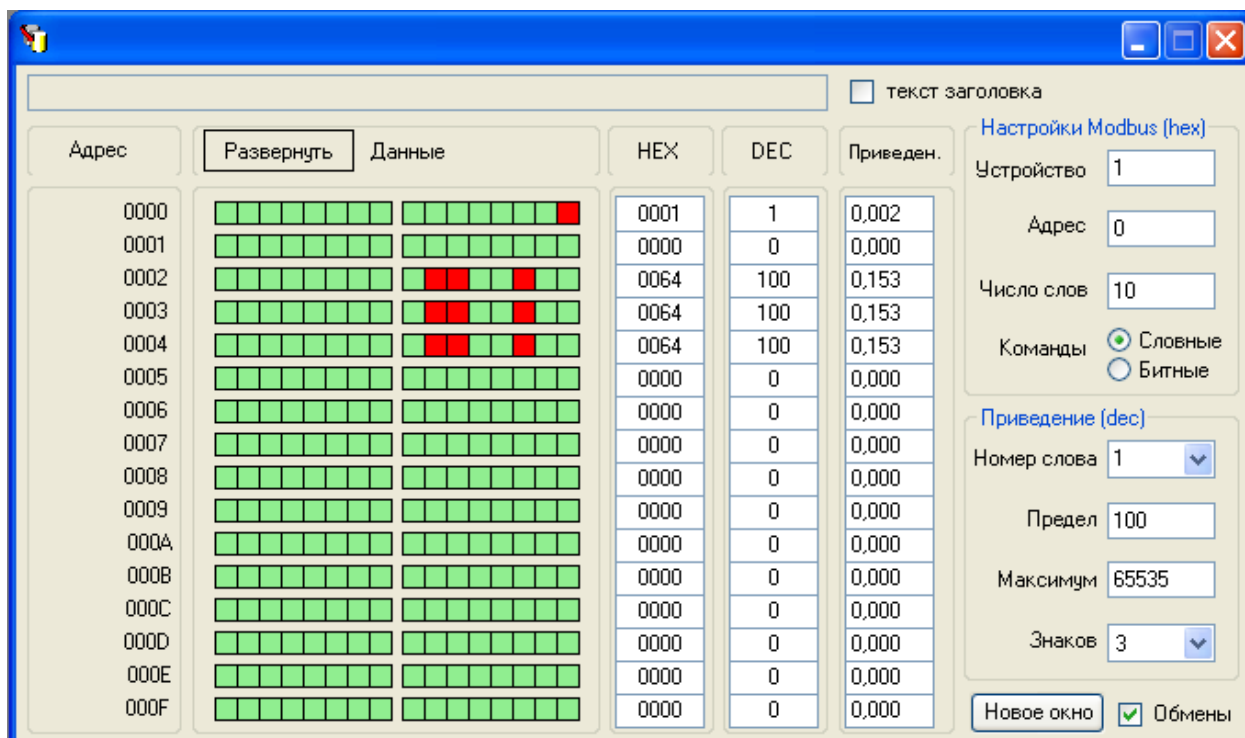 текст заголовка
Адрес Развернуть Данные HEX DEC Приведен. Настройки Modbus (hex)
Устройство 1
0000 0001 1 0,002
0001 0000 0 0,000 Адрес 0
0002 0064 100 0,153 Число слов 10
0003 0064 100 0,153
0004 0064 100 0,153 Команды Словные
0005 0000 0 0,000 Битные
0006 0000 0 0,000 Приведение (dec)
0007 0000 0 0,000
0008 0000 0 0,000 Номер слова 1
0009 0000 0 0,000 Предел 100
000A 0000 0 0,000
000B 0000 0 0,000 Максимум 65535
000C 0000 0 0,000
000D 0000 0 0,000 Знаков 3
000E 0000 0 0,000
000F 0000 0 0,000 Новое окно Обмены